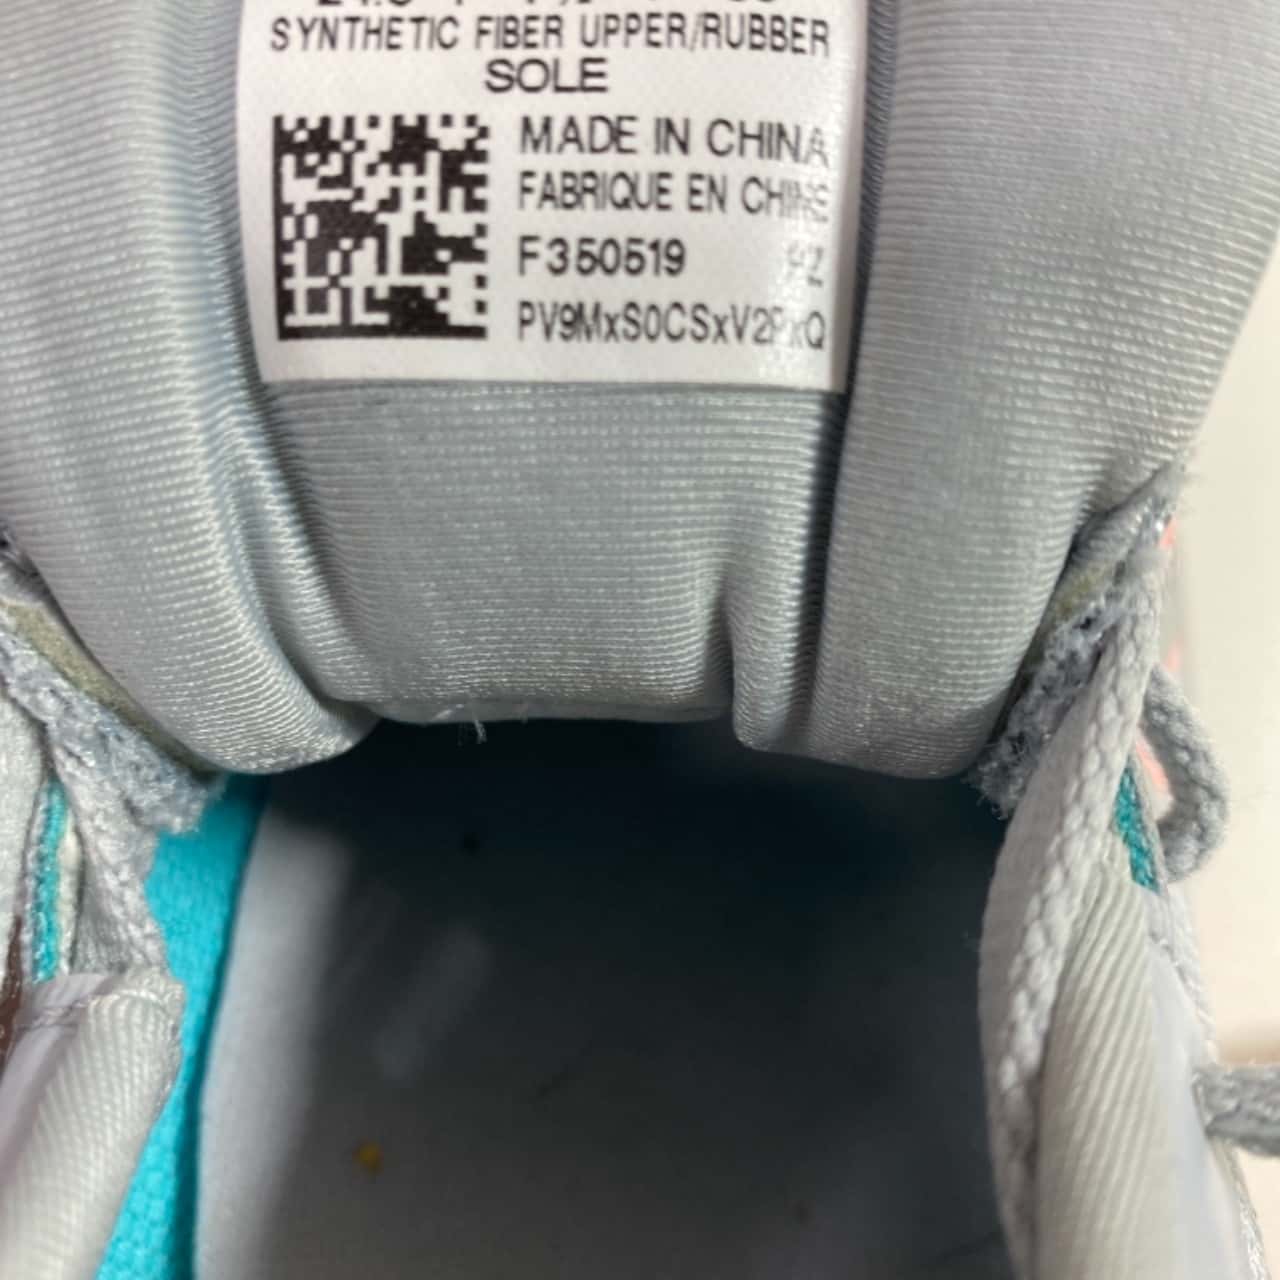 SYNTHETIC FIBER UPPER/RUBBER
SOLE
MADE IN CHINA
FABRIQUE EN CHINE
F350519